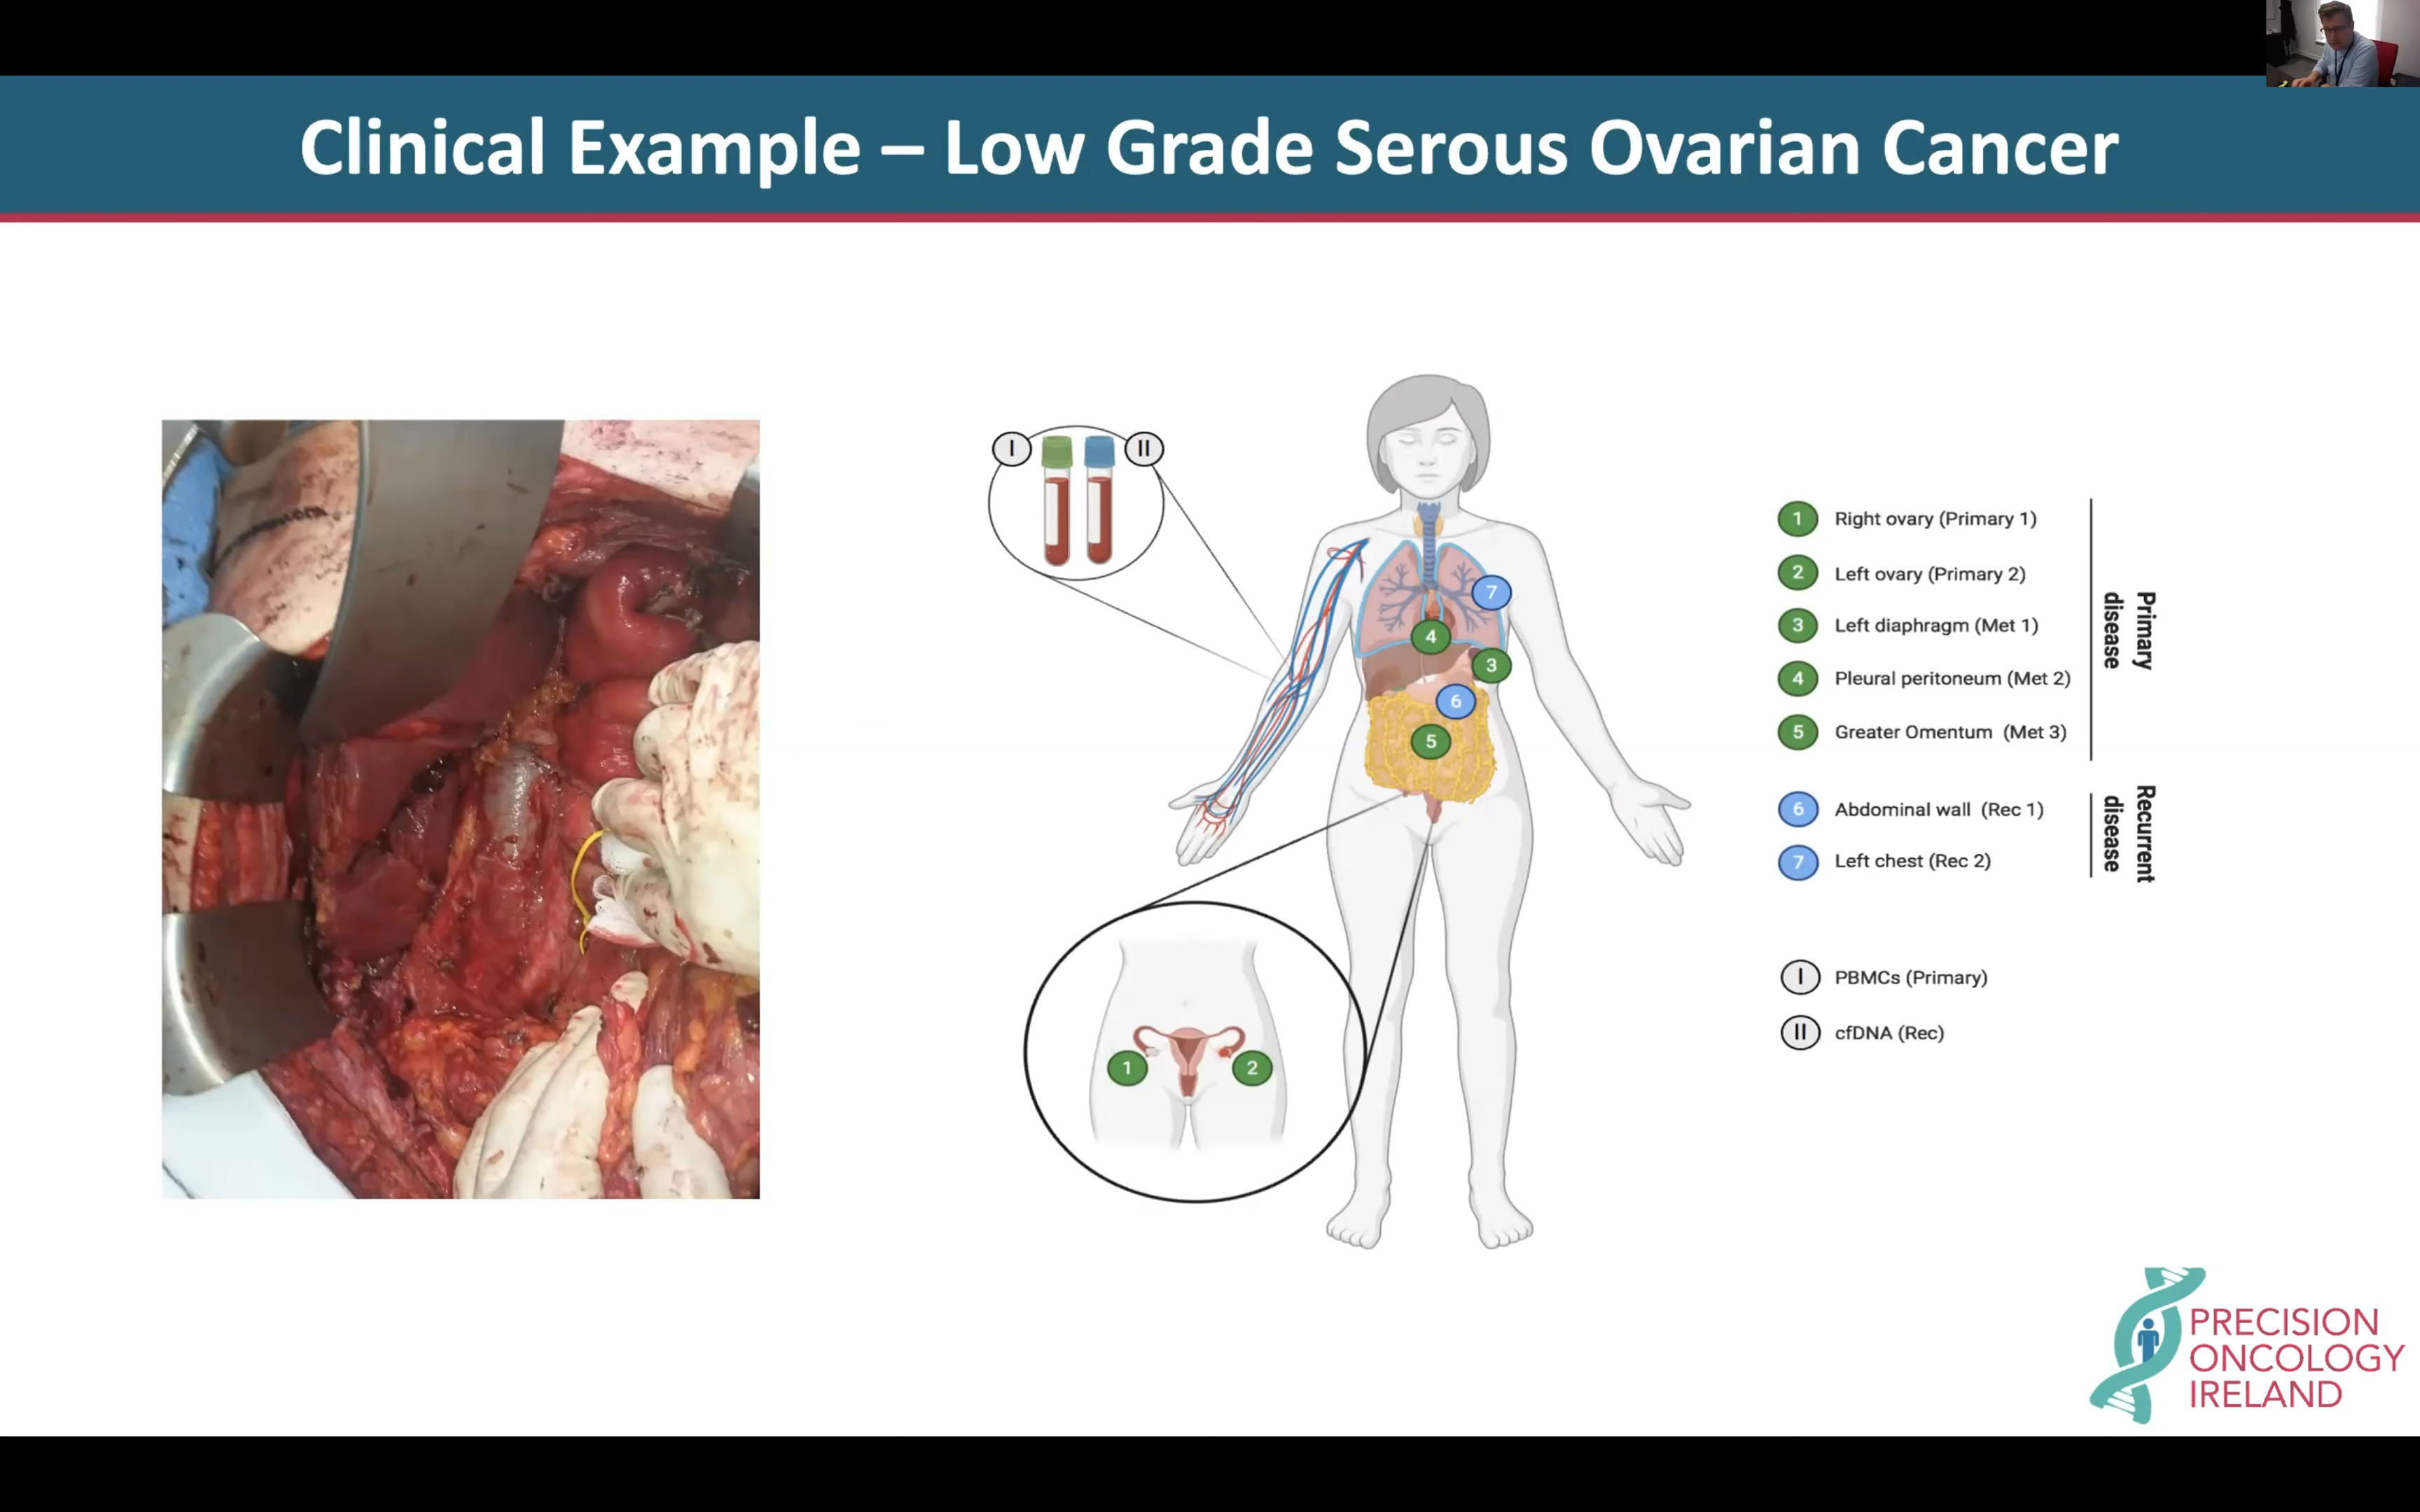 Clinical Example – Low Grade Serous Ovarian Cancer
I
II
7
4
3
6
5
1
2
1 Right ovary (Primary 1)
2 Left ovary (Primary 2)
3 Left diaphragm (Met 1)
4 Pleural peritoneum (Met 2)
5 Greater Omentum (Met 3)
Primary
disease
6 Abdominal wall (Rec 1)
7 Left chest (Rec 2)
Recurrent
disease
I PBMCs (Primary)
II cfDNA (Rec)
PRECISION
ONCOLOGY
IRELAND